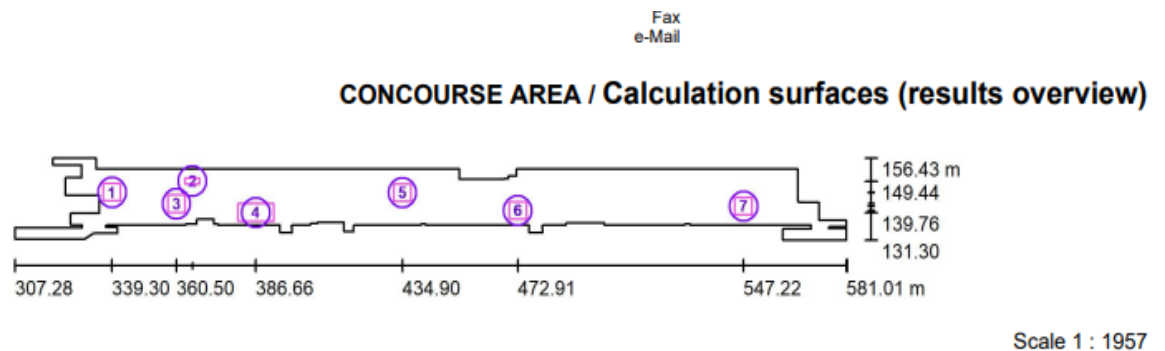 Fax
e-Mail
CONCOURSE AREA / Calculation surfaces (results overview)
1
2
3
4
5
6
7
156.43 m
149.44
139.76
131.30
307.28 339.30 360.50 386.66 434.90 472.91 547.22 581.01 m
Scale 1 : 1957